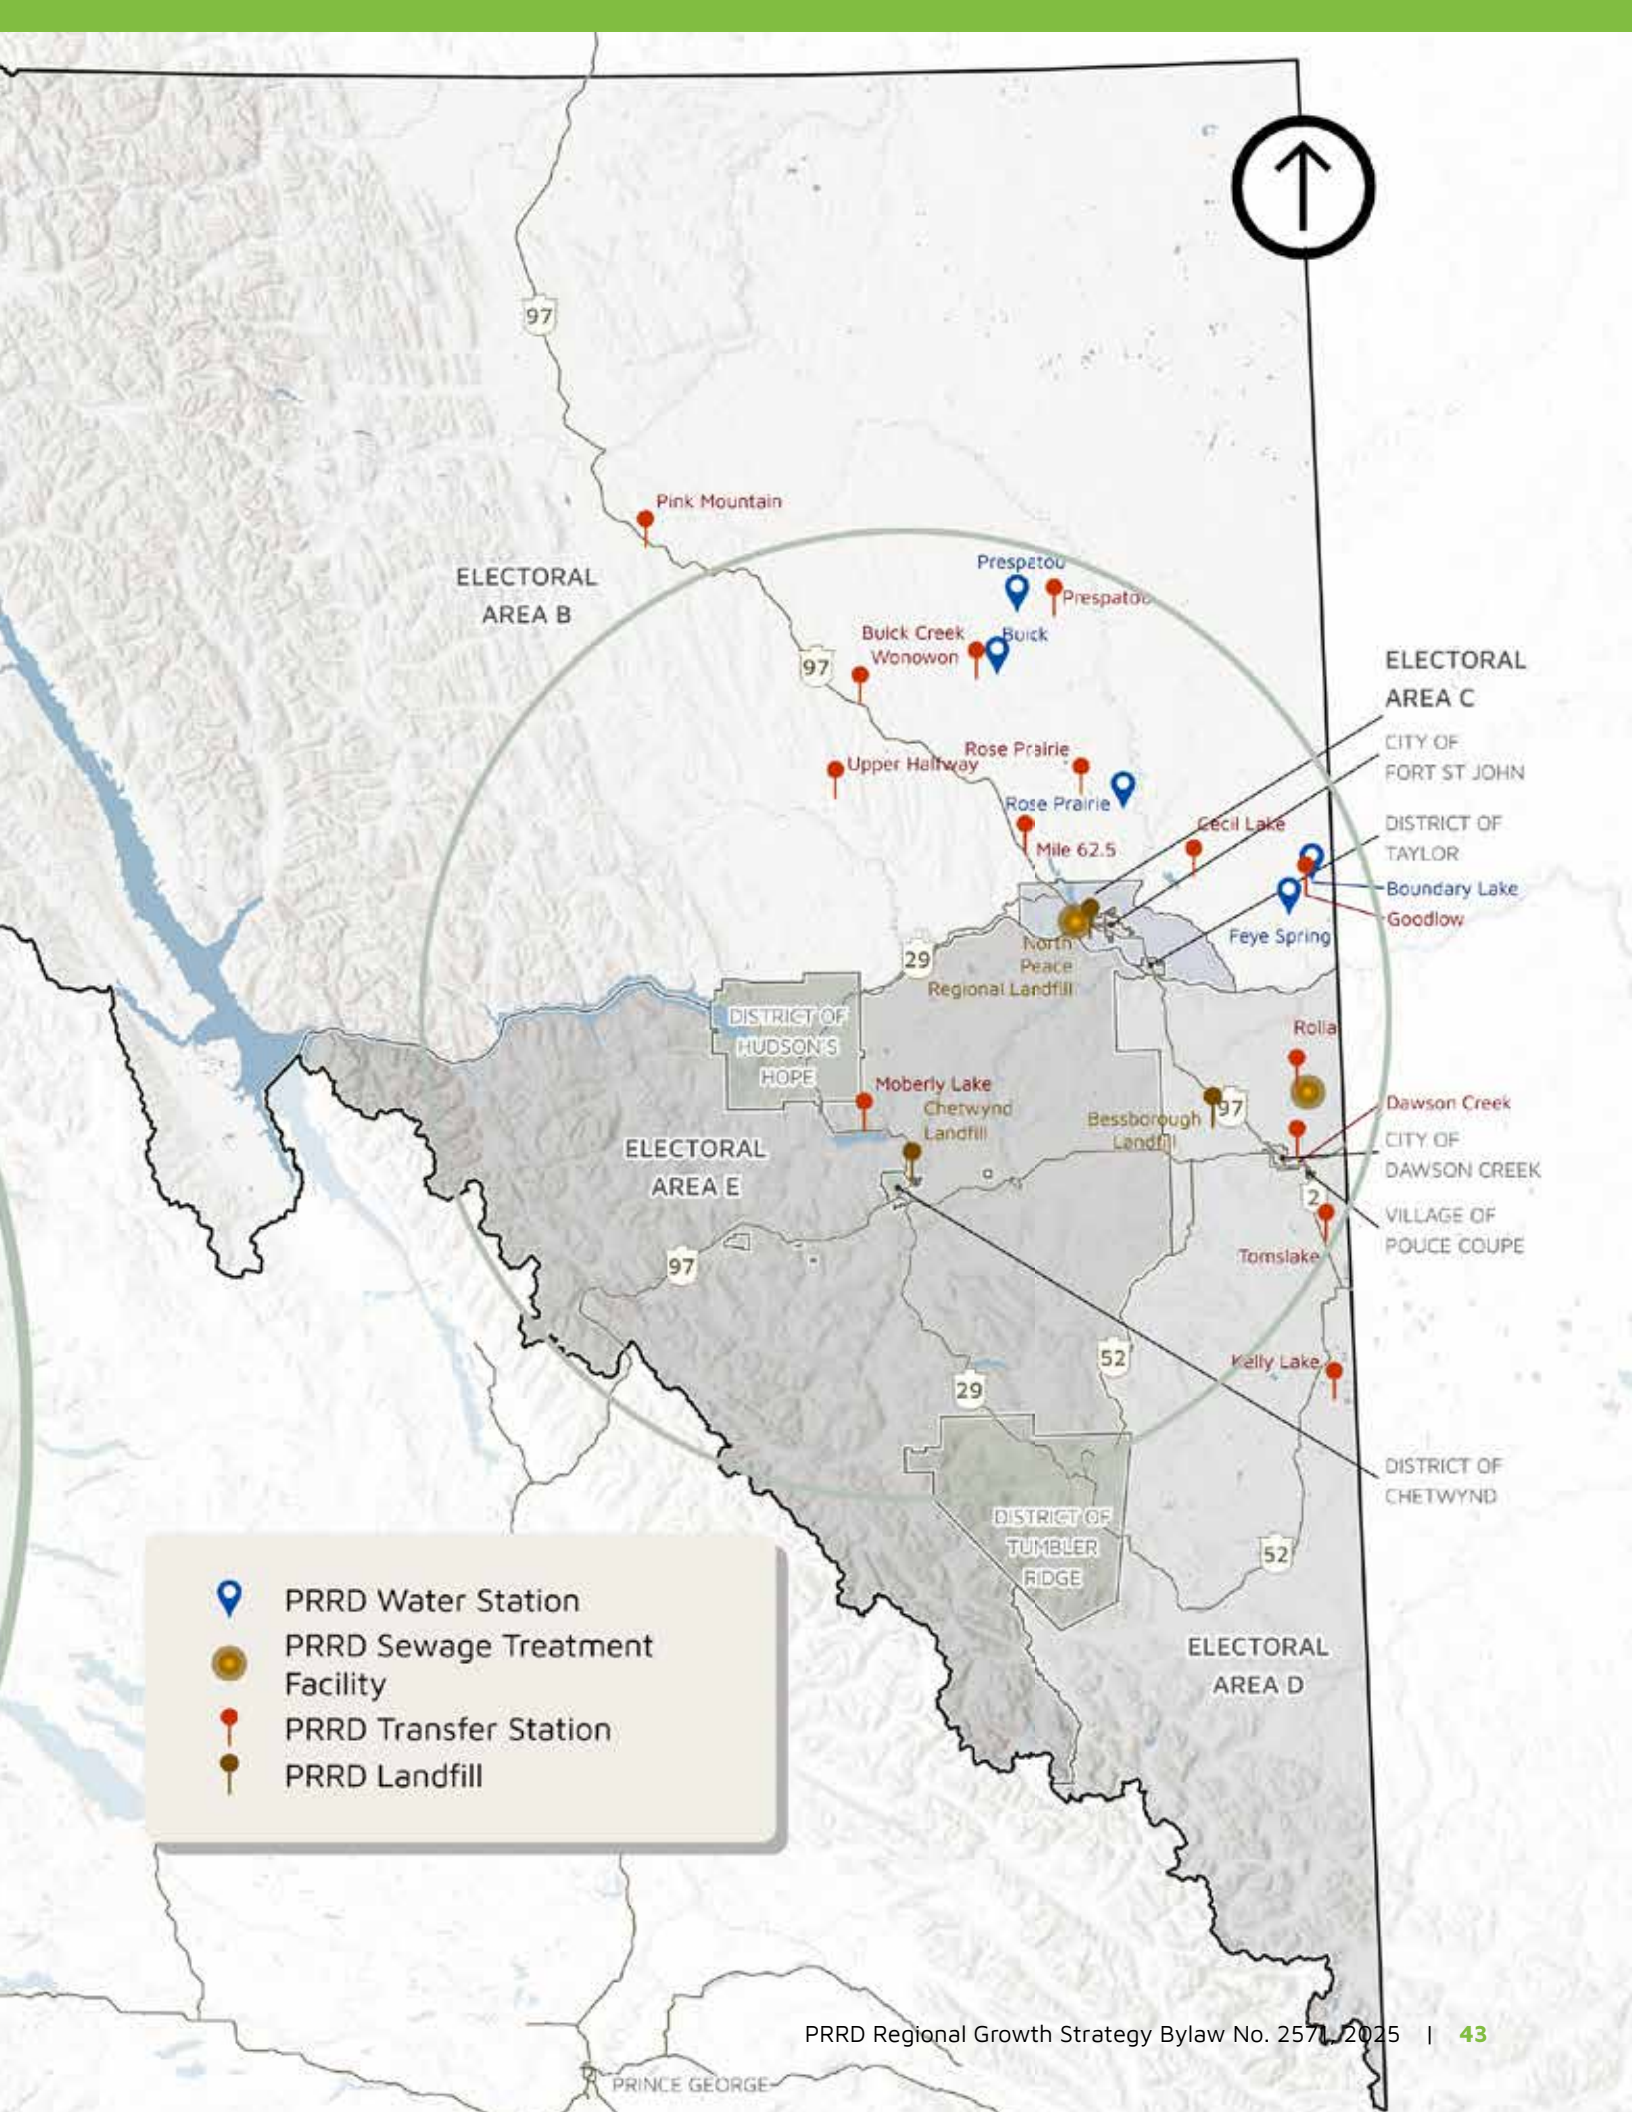 97
Pink Mountain
ELECTORAL
AREA B
Prespatou
Prespatou
Buick Creek
Buick
Wonowon
97
ELECTORAL
AREA C
CITY OF
FORT ST JOHN
Rose Prairie
Upper Halfway
Rose Prairie
Cecil Lake
DISTRICT OF
TAYLOR
Mile 62.5
Boundary Lake
Goodlow
Feye Spring
29
North
Peace
Regional Landfill
DISTRICT OF
HUDSON'S
HOPE
Rolla
Moberly Lake
Chetwynd
Landfill
Bessborough
Landfill
97
Dawson Creek
CITY OF
DAWSON CREEK
ELECTORAL
AREA E
2
VILLAGE OF
POUCE COUPE
Tomslake
97
52
Kelly Lake
29
DISTRICT OF
CHETWYND
DISTRICT OF
TUMBLER
RIDGE
52
PRRD Water Station
PRRD Sewage Treatment
Facility
PRRD Transfer Station
PRRD Landfill
ELECTORAL
AREA D
PRRD Regional Growth Strategy Bylaw No. 2571, 2025 | 43
PRINCE GEORGE